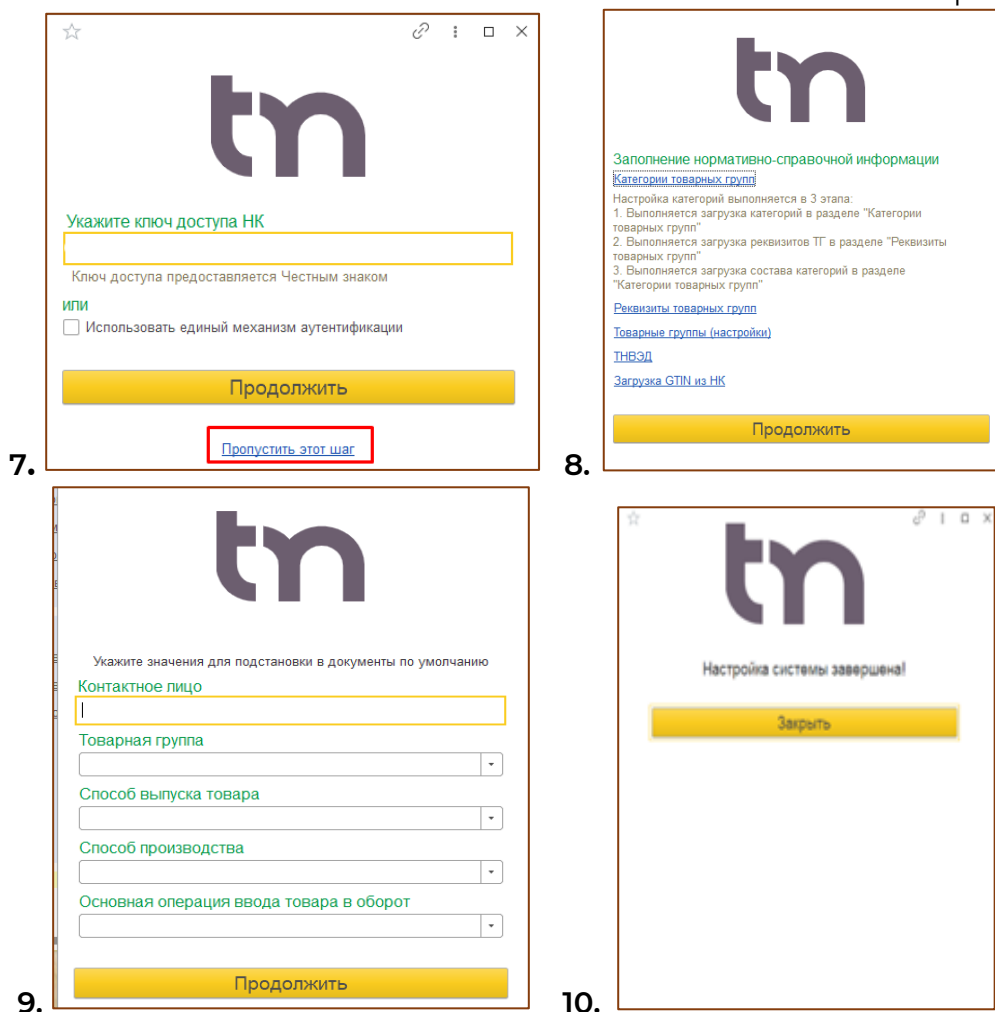 tn
Укажите ключ доступа НК
Ключ доступа предоставляется Честным знаком
или
Использовать единый механизм аутентификации
Продолжить
Пропустить этот шаг
7.
tn
Заполнение нормативно-справочной информации
Категории товарных групп
Настройка категорий выполняется в 3 этапа:
1. Выполняется загрузка категорий в разделе "Категории
товарных групп"
2. Выполняется загрузка реквизитов ТГ в разделе "Реквизиты
товарных групп"
3. Выполняется загрузка состава категорий в разделе
"Категории товарных групп"
Реквизиты товарных групп
Товарные группы (настройки)
ТНВЭД
Загрузка GTIN из НК
Продолжить
8.
tn
Укажите значения для подстановки в документы по умолчанию
Контактное лицо
Товарная группа
Способ выпуска товара
Способ производства
Основная операция ввода товара в оборот
Продолжить
9.
tn
Настройка системы завершена!
Закрыть
10.